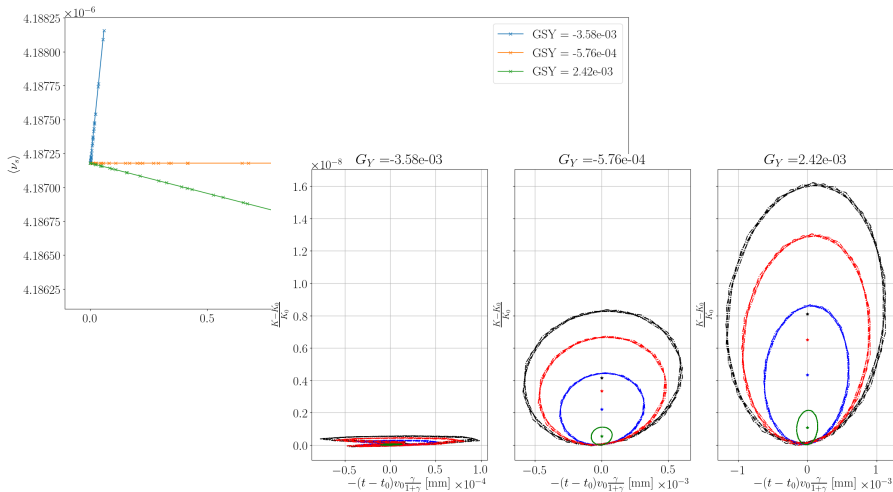 ×10⁻⁶
4.18825
4.18800
4.18775
4.18750
4.18725
4.18700
4.18675
4.18650
4.18625
⟨ν_s⟩
0.0
0.5
GSY = -3.58e-03
GSY = -5.76e-04
GSY = 2.42e-03
×10⁻⁸
G_Y =-3.58e-03
G_Y =-5.76e-04
G_Y =2.42e-03
1.6
1.4
1.2
1.0
0.8
0.6
0.4
0.2
0.0
K−K₀/K₀
K−K₀/K₀
K−K₀/K₀
−0.5
0.0
0.5
1.0
−(t − t₀)v₀ γ/1+γ [mm] ×10⁻⁴
−0.5
0.0
0.5
−(t − t₀)v₀ γ/1+γ [mm] ×10⁻³
−1
0
1
−(t − t₀)v₀ γ/1+γ [mm] ×10⁻³